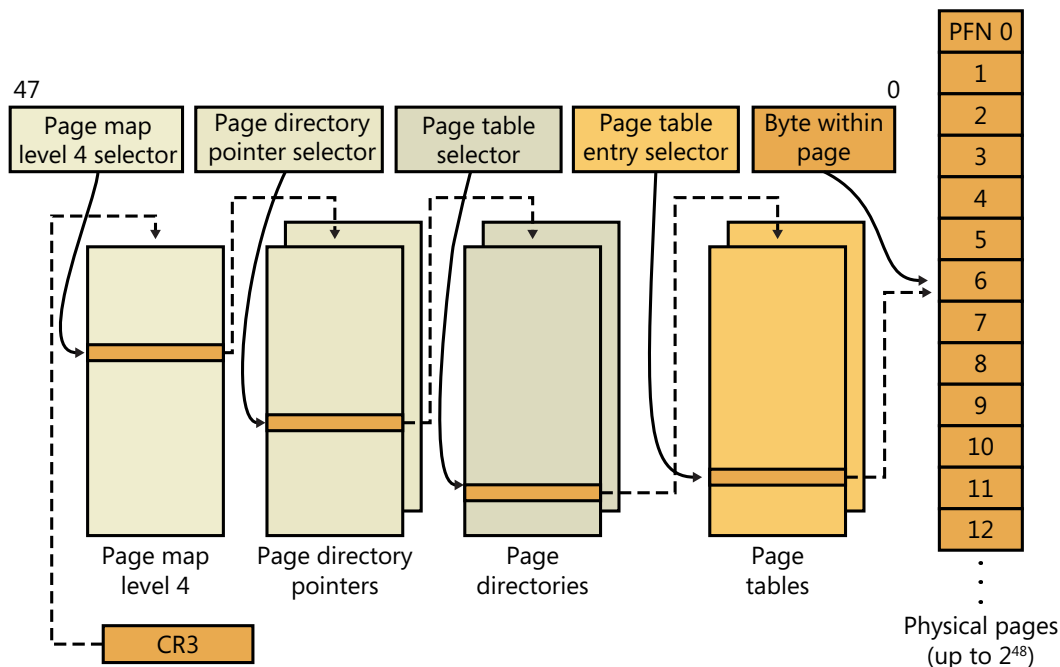 47
0
Page map
level 4 selector
Page directory
pointer selector
Page table
selector
Page table
entry selector
Byte within
page
PFN 0
1
2
3
4
5
6
7
8
9
10
11
12
Page map
level 4
Page directory
pointers
Page
directories
Page
tables
CR3
Physical pages
(up to 2⁴⁸)